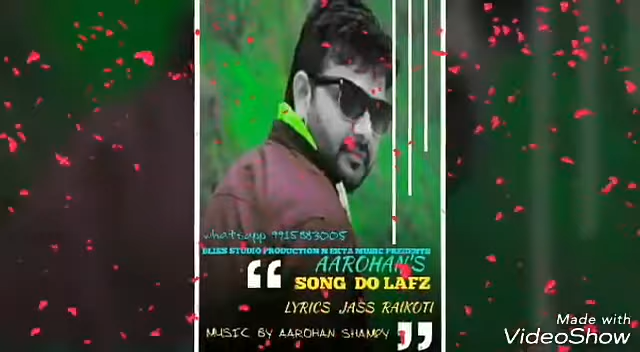 whatsapp 9915883005
BLISS STUDIO PRODUCTION N EKTA MUSIC PRESENTS
AAROHAN'S
“ SONG DO LAFZ
LYRICS JASS RAIKOTI
MUSIC BY AAROHAN SHAMPY ”
Made with
VideoShow